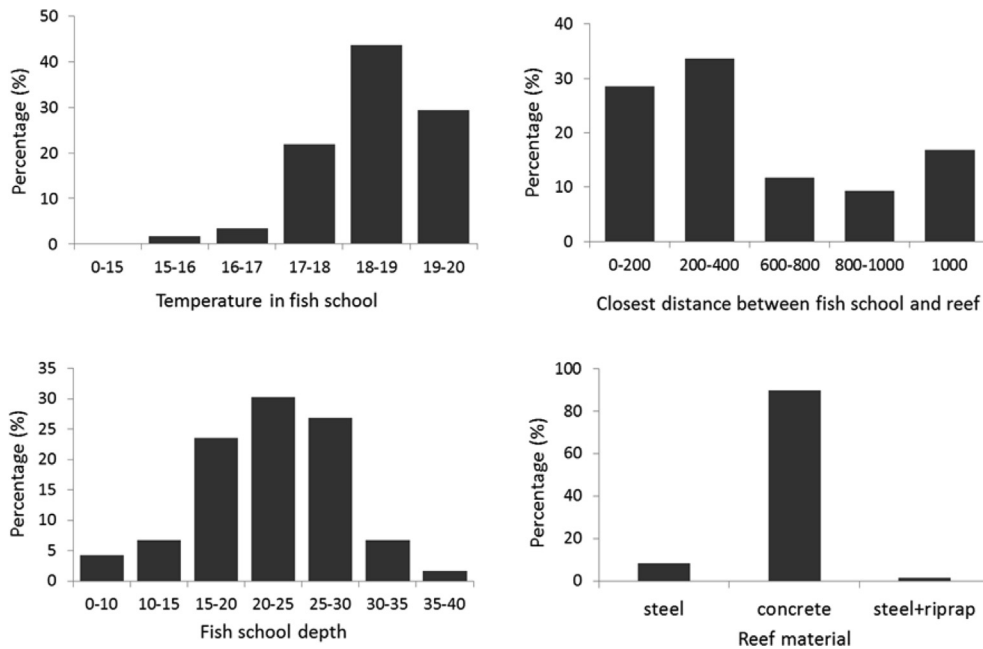 50
40
30
20
10
0
Percentage (%)
0-15 15-16 16-17 17-18 18-19 19-20
Temperature in fish school
40
30
20
10
0
Percentage (%)
0-200 200-400 600-800 800-1000 1000
Closest distance between fish school and reef
35
30
25
20
15
10
5
0
Percentage (%)
0-10 10-15 15-20 20-25 25-30 30-35 35-40
Fish school depth
100
80
60
40
20
0
Percentage (%)
steel concrete steel+riprap
Reef material